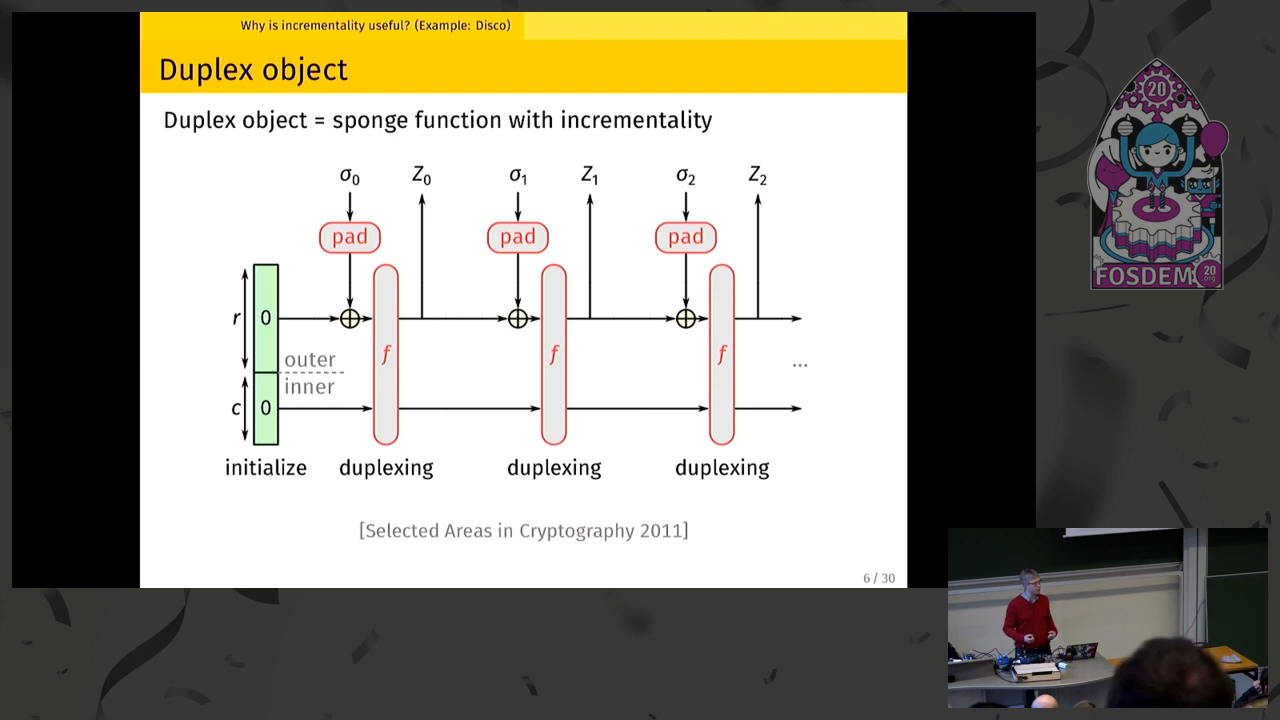 Why is incrementality useful? (Example: Disco)
Duplex object
Duplex object = sponge function with incrementality
σ0 Z0 σ1 Z1 σ2 Z2
pad pad pad
r 0 f f f
outer
inner
...
c 0
initialize duplexing duplexing duplexing
[Selected Areas in Cryptography 2011]
6 / 30
20
FOSDEM 20
.org